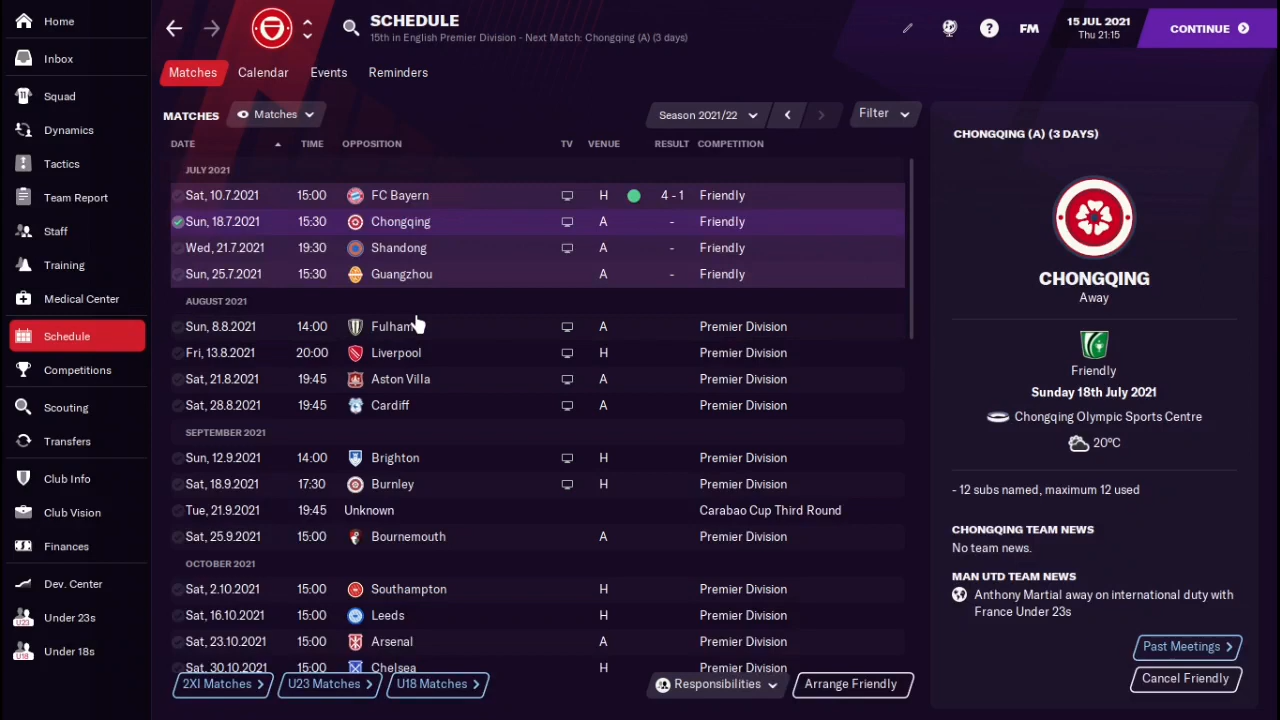 Home
Inbox
Squad
Dynamics
Tactics
Team Report
Staff
Training
Medical Center
Schedule
Competitions
Scouting
Transfers
Club Info
Club Vision
Finances
Dev. Center
U23 Under 23s
U18 Under 18s
SCHEDULE
15th in English Premier Division - Next Match: Chongqing (A) (3 days)
FM
15 JUL 2021
Thu 21:15
CONTINUE
Matches Calendar Events Reminders
MATCHES Matches Season 2021/22 Filter
DATE TIME OPPOSITION TV VENUE RESULT COMPETITION
JULY 2021
Sat, 10.7.2021 15:00 FC Bayern H 4 - 1 Friendly
Sun, 18.7.2021 15:30 Chongqing A - Friendly
Wed, 21.7.2021 19:30 Shandong A - Friendly
Sun, 25.7.2021 15:30 Guangzhou A - Friendly
AUGUST 2021
Sun, 8.8.2021 14:00 Fulham A Premier Division
Fri, 13.8.2021 20:00 Liverpool H Premier Division
Sat, 21.8.2021 19:45 Aston Villa A Premier Division
Sat, 28.8.2021 19:45 Cardiff A Premier Division
SEPTEMBER 2021
Sun, 12.9.2021 14:00 Brighton H Premier Division
Sat, 18.9.2021 17:30 Burnley H Premier Division
Tue, 21.9.2021 19:45 Unknown Carabao Cup Third Round
Sat, 25.9.2021 15:00 Bournemouth A Premier Division
OCTOBER 2021
Sat, 2.10.2021 15:00 Southampton H Premier Division
Sat, 16.10.2021 15:00 Leeds H Premier Division
Sat, 23.10.2021 15:00 Arsenal A Premier Division
Sat, 30.10.2021 15:00 Chelsea H Premier Division
2XI Matches U23 Matches U18 Matches Responsibilities Arrange Friendly
CHONGQING (A) (3 DAYS)
CHONGQING
Away
Friendly
Sunday 18th July 2021
Chongqing Olympic Sports Centre
20ºC
- 12 subs named, maximum 12 used
CHONGQING TEAM NEWS
No team news.
MAN UTD TEAM NEWS
Anthony Martial away on international duty with
France Under 23s
Past Meetings
Cancel Friendly